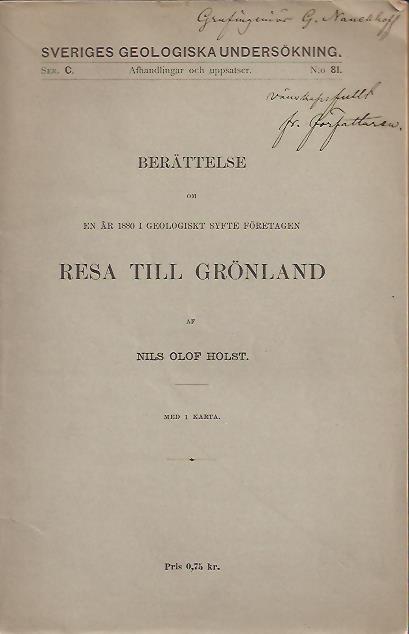 Grufingeniör G. Nauckhoff
SVERIGES GEOLOGISKA UNDERSÖKNING.
SER. C. Afhandlingar och uppsatser. N:o 81.
vänskapsfullt
fr. Författaren.
BERÄTTELSE
OM
EN ÅR 1880 I GEOLOGISKT SYFTE FÖRETAGEN
RESA TILL GRÖNLAND
AF
NILS OLOF HOLST.
MED 1 KARTA.
Pris 0,75 kr.